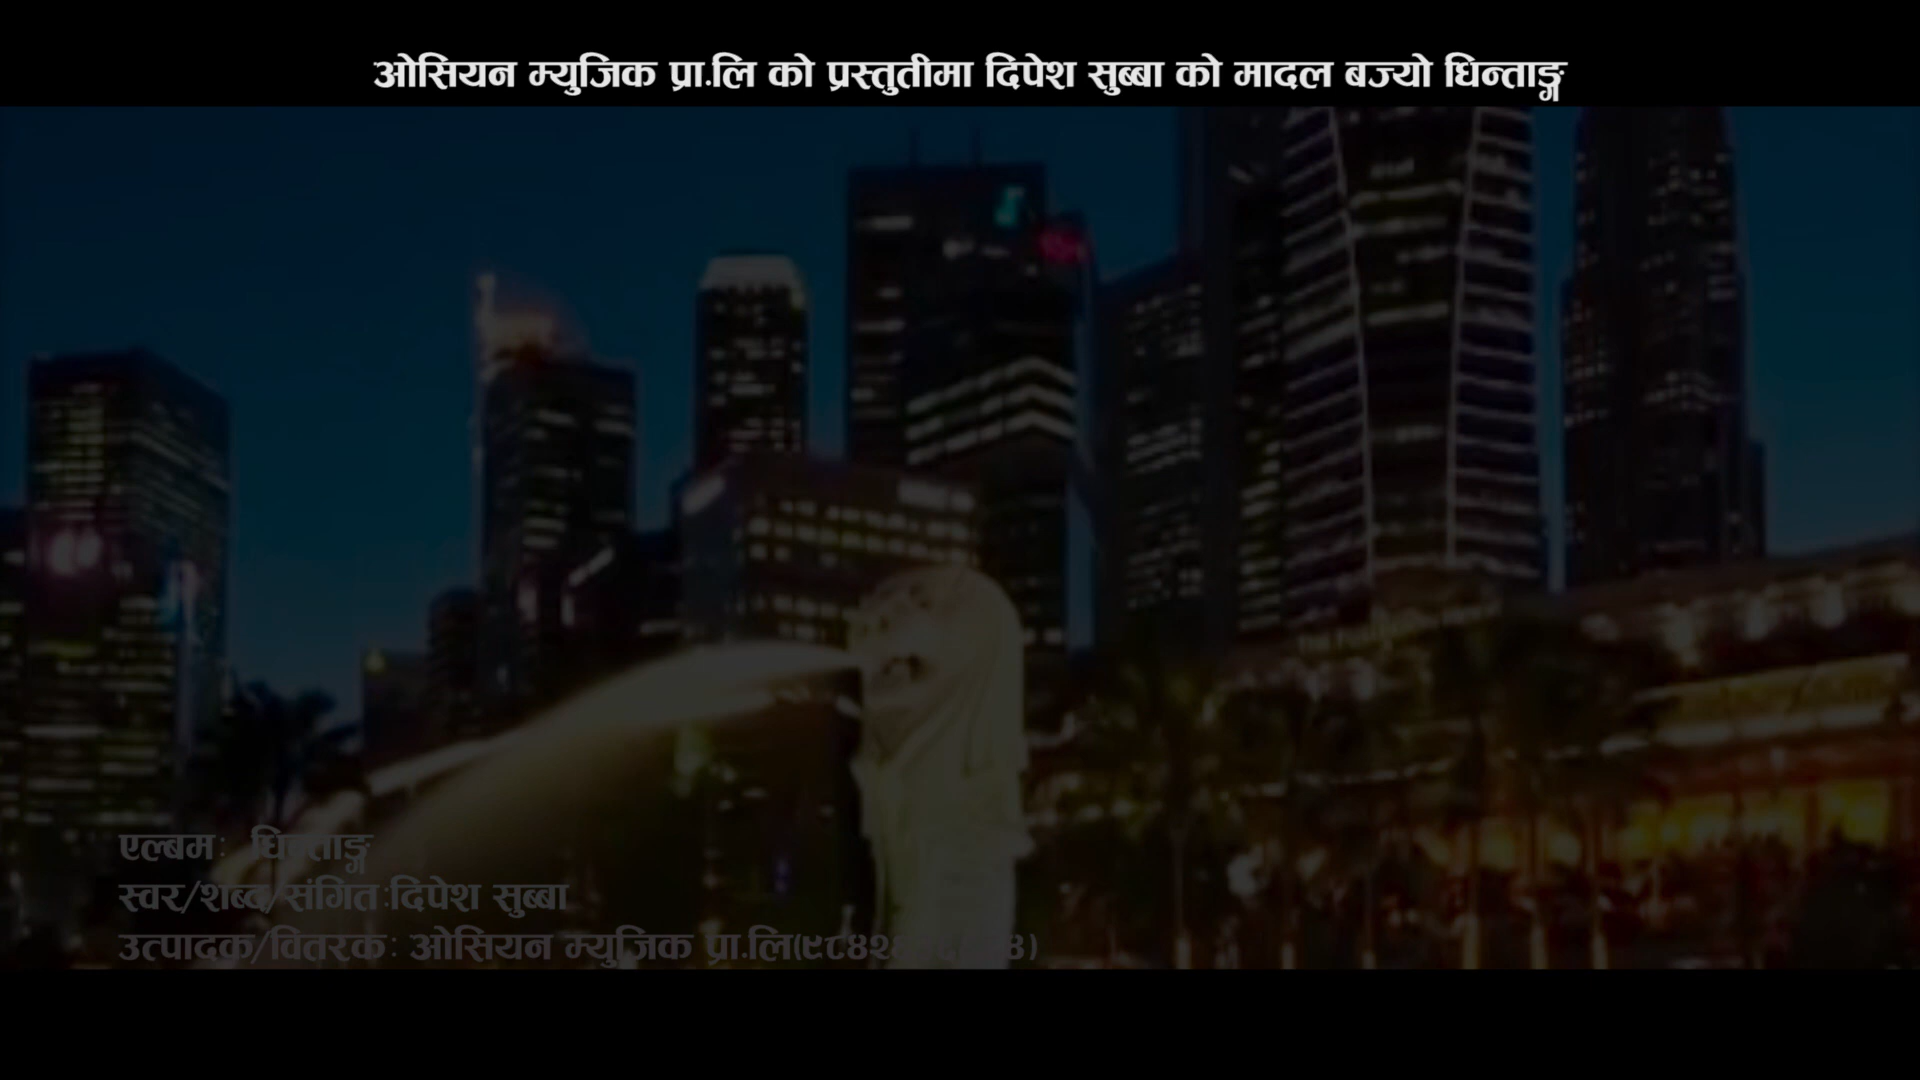 ओसियन म्युजिक प्रा.लि को प्रस्तुतीमा दिपेश सुब्बा को मादल बज्यो धिन्ताङ्ग
एल्बमः धिन्ताङ्ग
स्वर/शब्द/संगितःदिपेश सुब्बा
उत्पादक/वितरकः ओसियन म्युजिक प्रा.लि